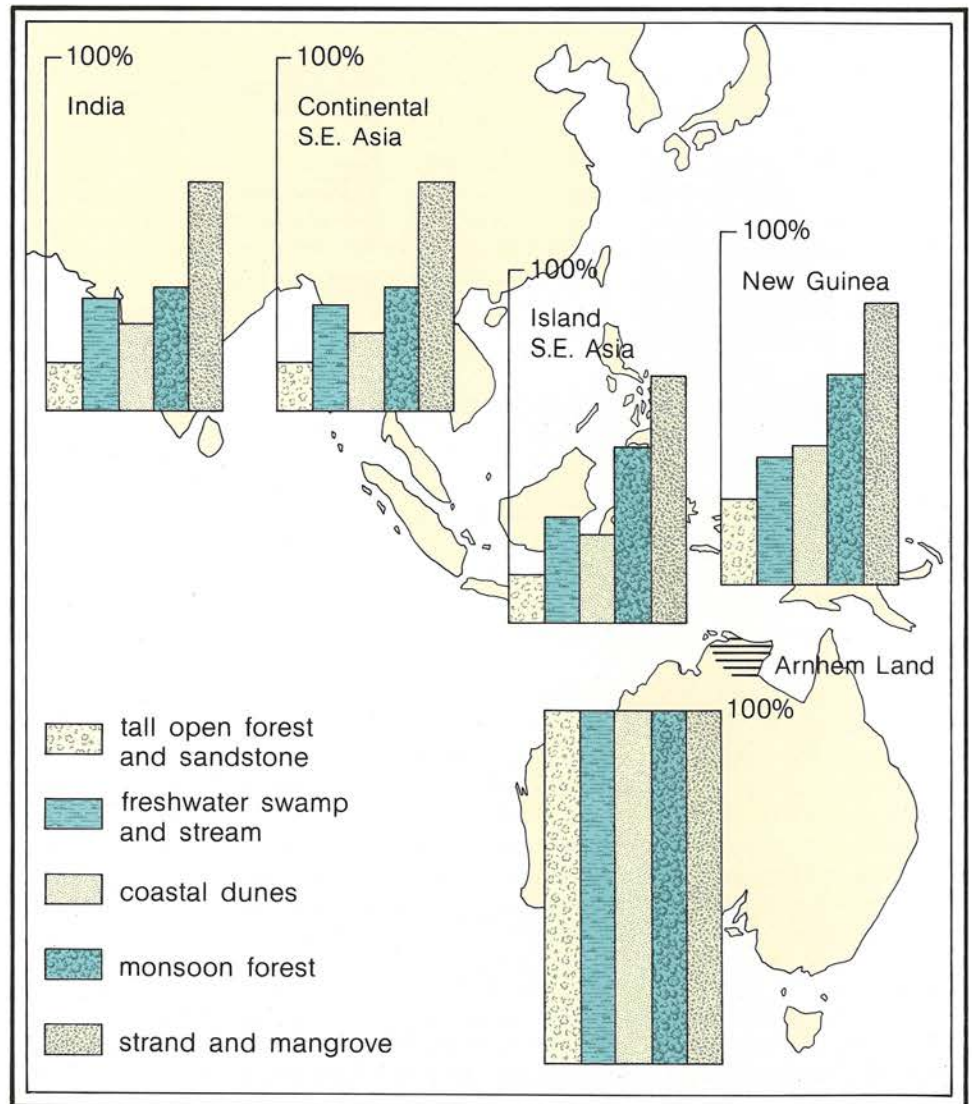 100%
India
100%
Continental
S.E. Asia
100%
Island
S.E. Asia
100%
New Guinea
Arnhem Land
100%
tall open forest
and sandstone
freshwater swamp
and stream
coastal dunes
monsoon forest
strand and mangrove